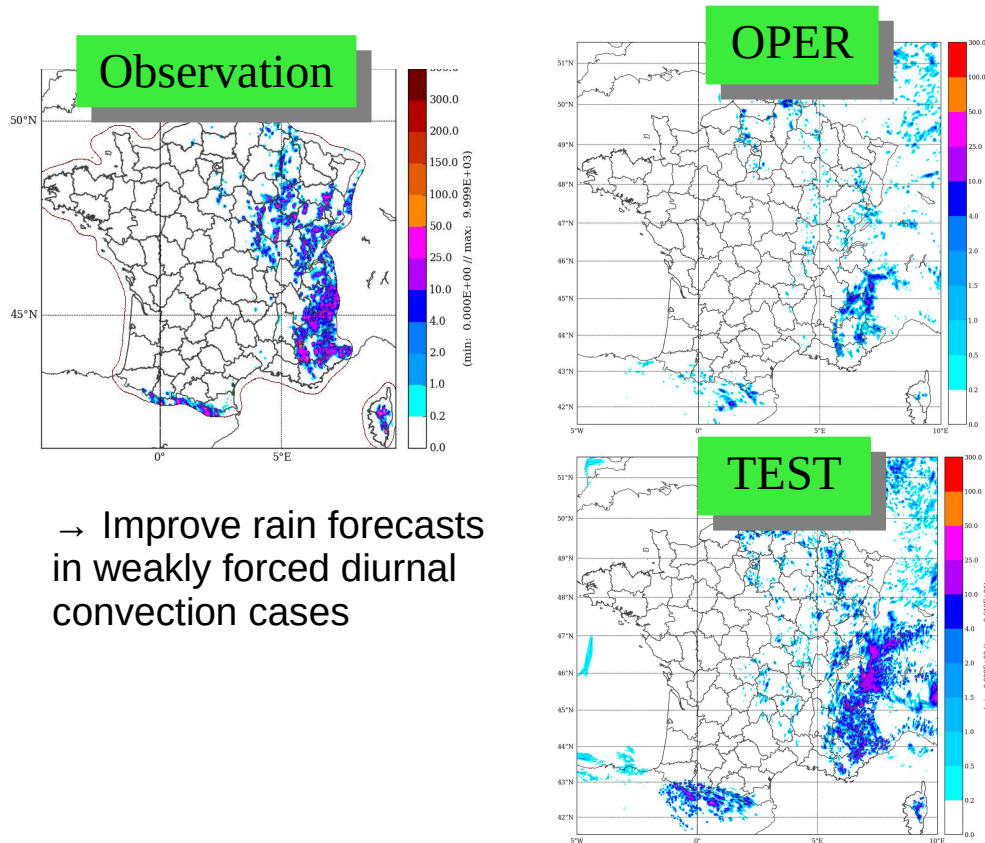 Observation
300.0
200.0
150.0
100.0
50.0
25.0
10.0
4.0
2.0
1.0
0.2
0.0
50°N
45°N
0°
5°E
(min: 0.000E+00 // max: 9.999E+03)
OPER
51°N
50°N
49°N
48°N
47°N
46°N
45°N
44°N
43°N
42°N
5°W
0°
5°E
10°E
300.0
100.0
50.0
25.0
10.0
4.0
2.0
1.5
1.0
0.5
0.2
0.0
→ Improve rain forecasts
in weakly forced diurnal
convection cases
TEST
51°N
50°N
49°N
48°N
47°N
46°N
45°N
44°N
43°N
42°N
5°W
0°
5°E
10°E
300.0
100.0
50.0
25.0
10.0
4.0
2.0
1.5
1.0
0.5
0.2
0.0